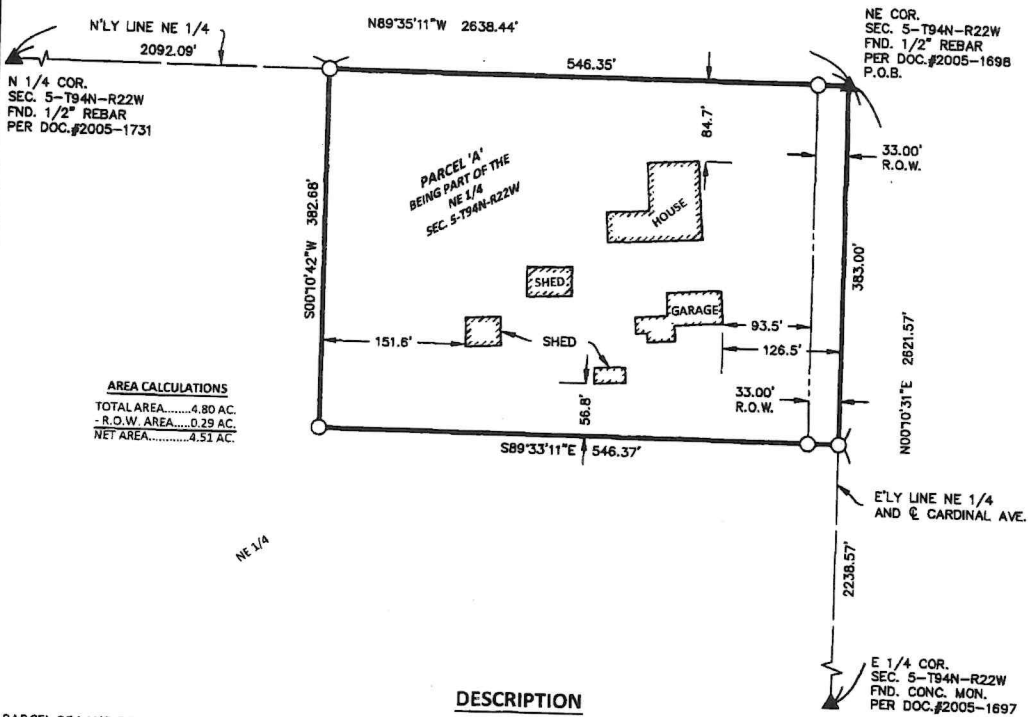 N'LY LINE NE 1/4
2092.09'
N89°35'11"W 2638.44'
546.35'
NE COR.
SEC. 5-T94N-R22W
FND. 1/2" REBAR
PER DOC.#2005-1698
P.O.B.
N 1/4 COR.
SEC. 5-T94N-R22W
FND. 1/2" REBAR
PER DOC.#2005-1731
84.7'
33.00'
R.O.W.
PARCEL 'A'
BEING PART OF THE
NE 1/4
SEC. 5-T94N-R22W
HOUSE
S00°10'42"W 382.68'
383.00'
SHED
GARAGE
93.5'
151.6'
SHED
126.5'
N00°10'31"E 2621.57'
33.00'
R.O.W.
56.8'
AREA CALCULATIONS
TOTAL AREA.......4.80 AC.
- R.O.W. AREA....0.29 AC.
NET AREA............4.51 AC.
S89°33'11"E 546.37'
E'LY LINE NE 1/4
AND ℄ CARDINAL AVE.
NE 1/4
2238.57'
E 1/4 COR.
SEC. 5-T94N-R22W
FND. CONC. MON.
PER DOC.#2005-1697
DESCRIPTION